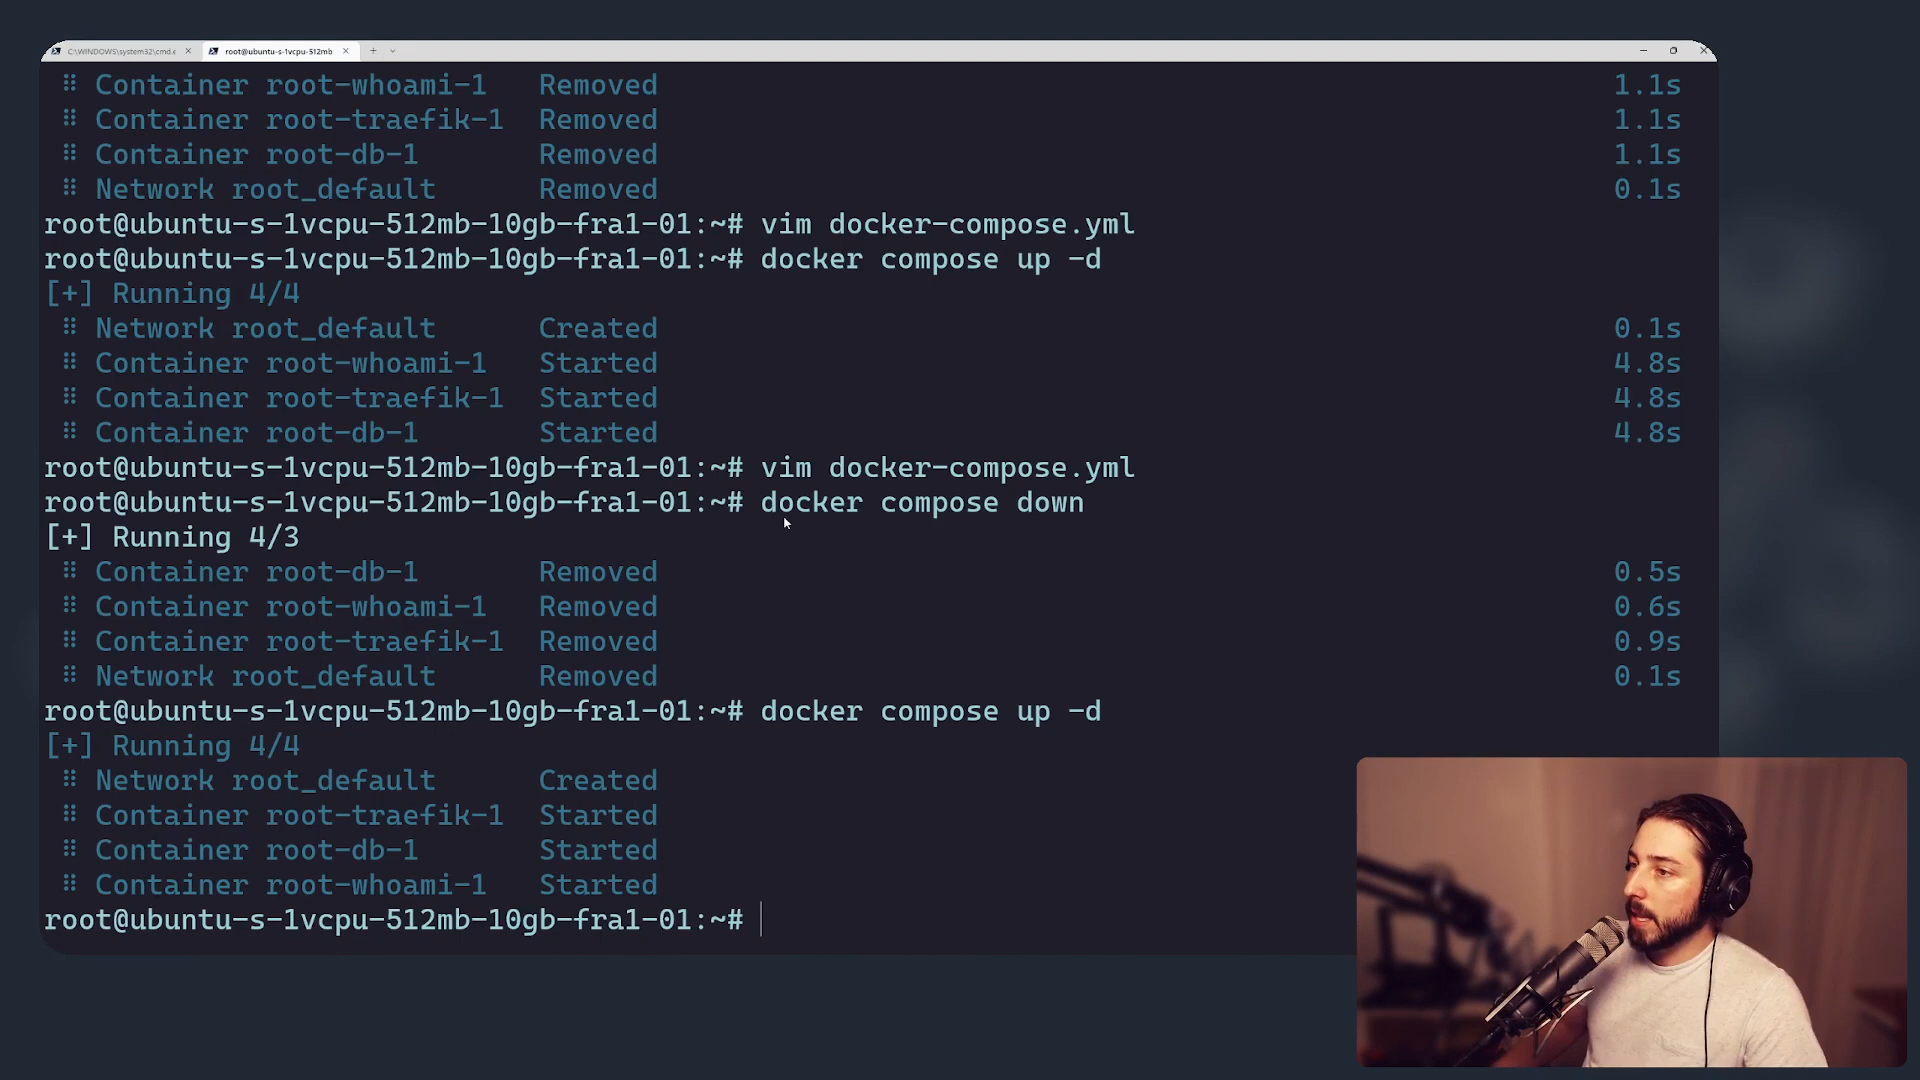 C:\WINDOWS\system32\cmd.e
root@ubuntu-s-1vcpu-512mb
Container root-whoami-1 Removed 1.1s
Container root-traefik-1 Removed 1.1s
Container root-db-1 Removed 1.1s
Network root_default Removed 0.1s
root@ubuntu-s-1vcpu-512mb-10gb-fra1-01:~# vim docker-compose.yml
root@ubuntu-s-1vcpu-512mb-10gb-fra1-01:~# docker compose up -d
[+] Running 4/4
Network root_default Created 0.1s
Container root-whoami-1 Started 4.8s
Container root-traefik-1 Started 4.8s
Container root-db-1 Started 4.8s
root@ubuntu-s-1vcpu-512mb-10gb-fra1-01:~# vim docker-compose.yml
root@ubuntu-s-1vcpu-512mb-10gb-fra1-01:~# docker compose down
[+] Running 4/3
Container root-db-1 Removed 0.5s
Container root-whoami-1 Removed 0.6s
Container root-traefik-1 Removed 0.9s
Network root_default Removed 0.1s
root@ubuntu-s-1vcpu-512mb-10gb-fra1-01:~# docker compose up -d
[+] Running 4/4
Network root_default Created
Container root-traefik-1 Started
Container root-db-1 Started
Container root-whoami-1 Started
root@ubuntu-s-1vcpu-512mb-10gb-fra1-01:~#